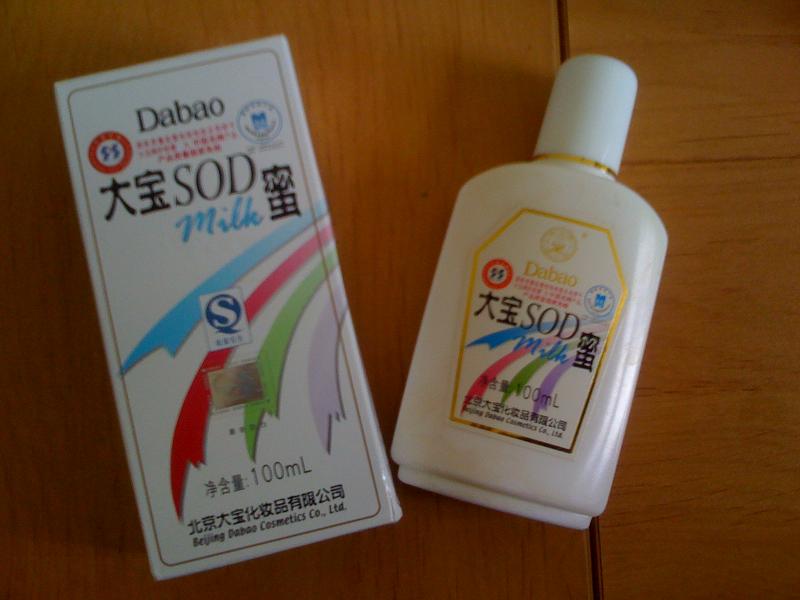 Dabao
大宝SOD蜜
Milk
净含量:100mL
北京大宝化妆品有限公司
Beijing Dabao Cosmetics Co., Ltd.
Dabao
大宝SOD蜜
Milk
净含量:100mL
北京大宝化妆品有限公司
Beijing Dabao Cosmetics Co., Ltd.